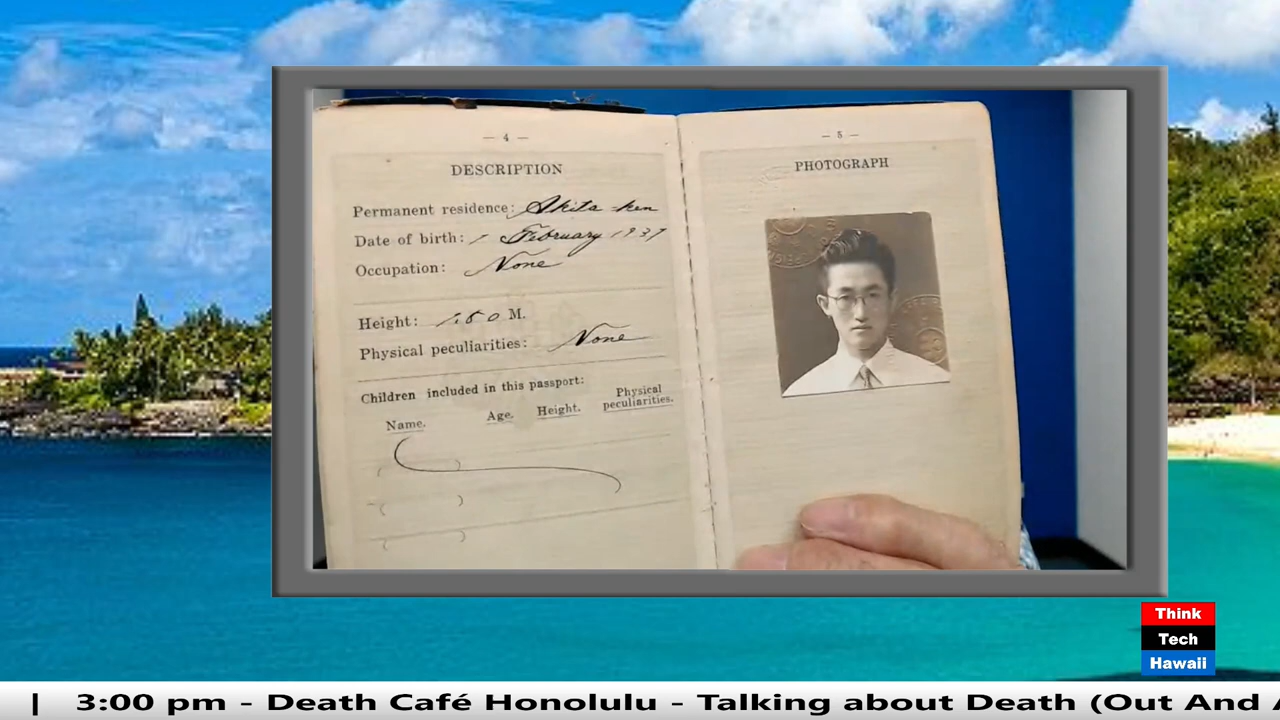 — 4 —
DESCRIPTION
Permanent residence: Akita-ken
Date of birth: 1 February 1937
Occupation: None
Height: 1.60 M.
Physical peculiarities: None
Children included in this passport:
Name. Age. Height. Physical peculiarities.
— 5 —
PHOTOGRAPH
Think
Tech
Hawaii
| 3:00 pm - Death Café Honolulu - Talking about Death (Out And